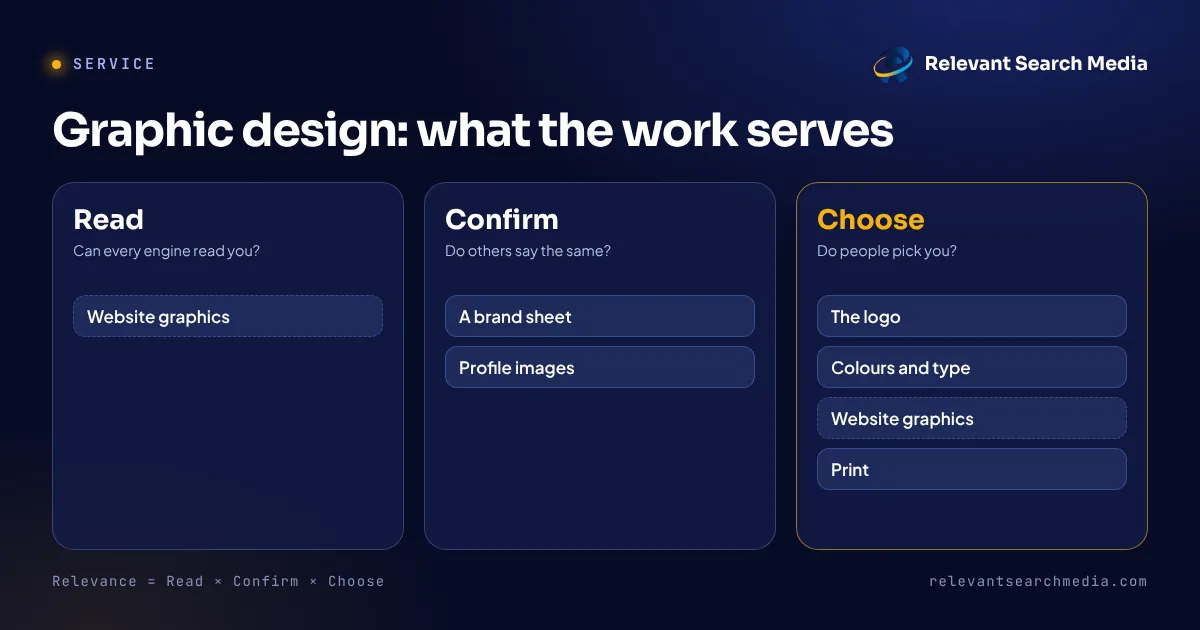 SERVICE
Relevant Search Media
Graphic design: what the work serves
Read
Can every engine read you?
Website graphics
Confirm
Do others say the same?
A brand sheet
Profile images
Choose
Do people pick you?
The logo
Colours and type
Website graphics
Print
Relevance = Read × Confirm × Choose
relevantsearchmedia.com